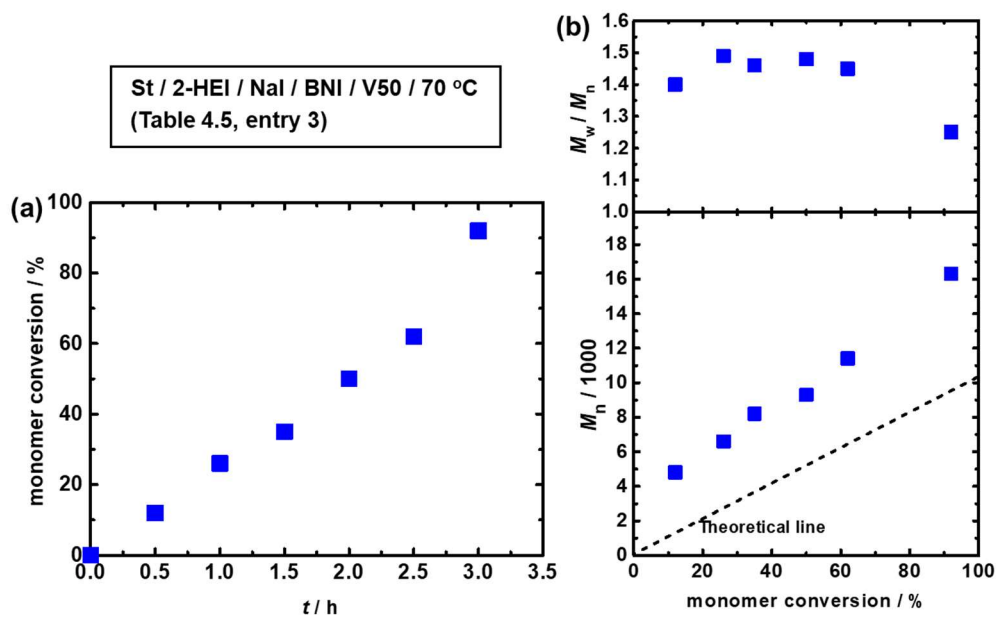 St / 2-HEI / NaI / BNI / V50 / 70 °C
(Table 4.5, entry 3)
(a)
monomer conversion / %
100
80
60
40
20
0
0.0 0.5 1.0 1.5 2.0 2.5 3.0 3.5
t / h
(b)
Mw / Mn
1.6
1.5
1.4
1.3
1.2
1.1
1.0
Mn / 1000
18
16
14
12
10
8
6
4
2
0
Theoretical line
0 20 40 60 80 100
monomer conversion / %